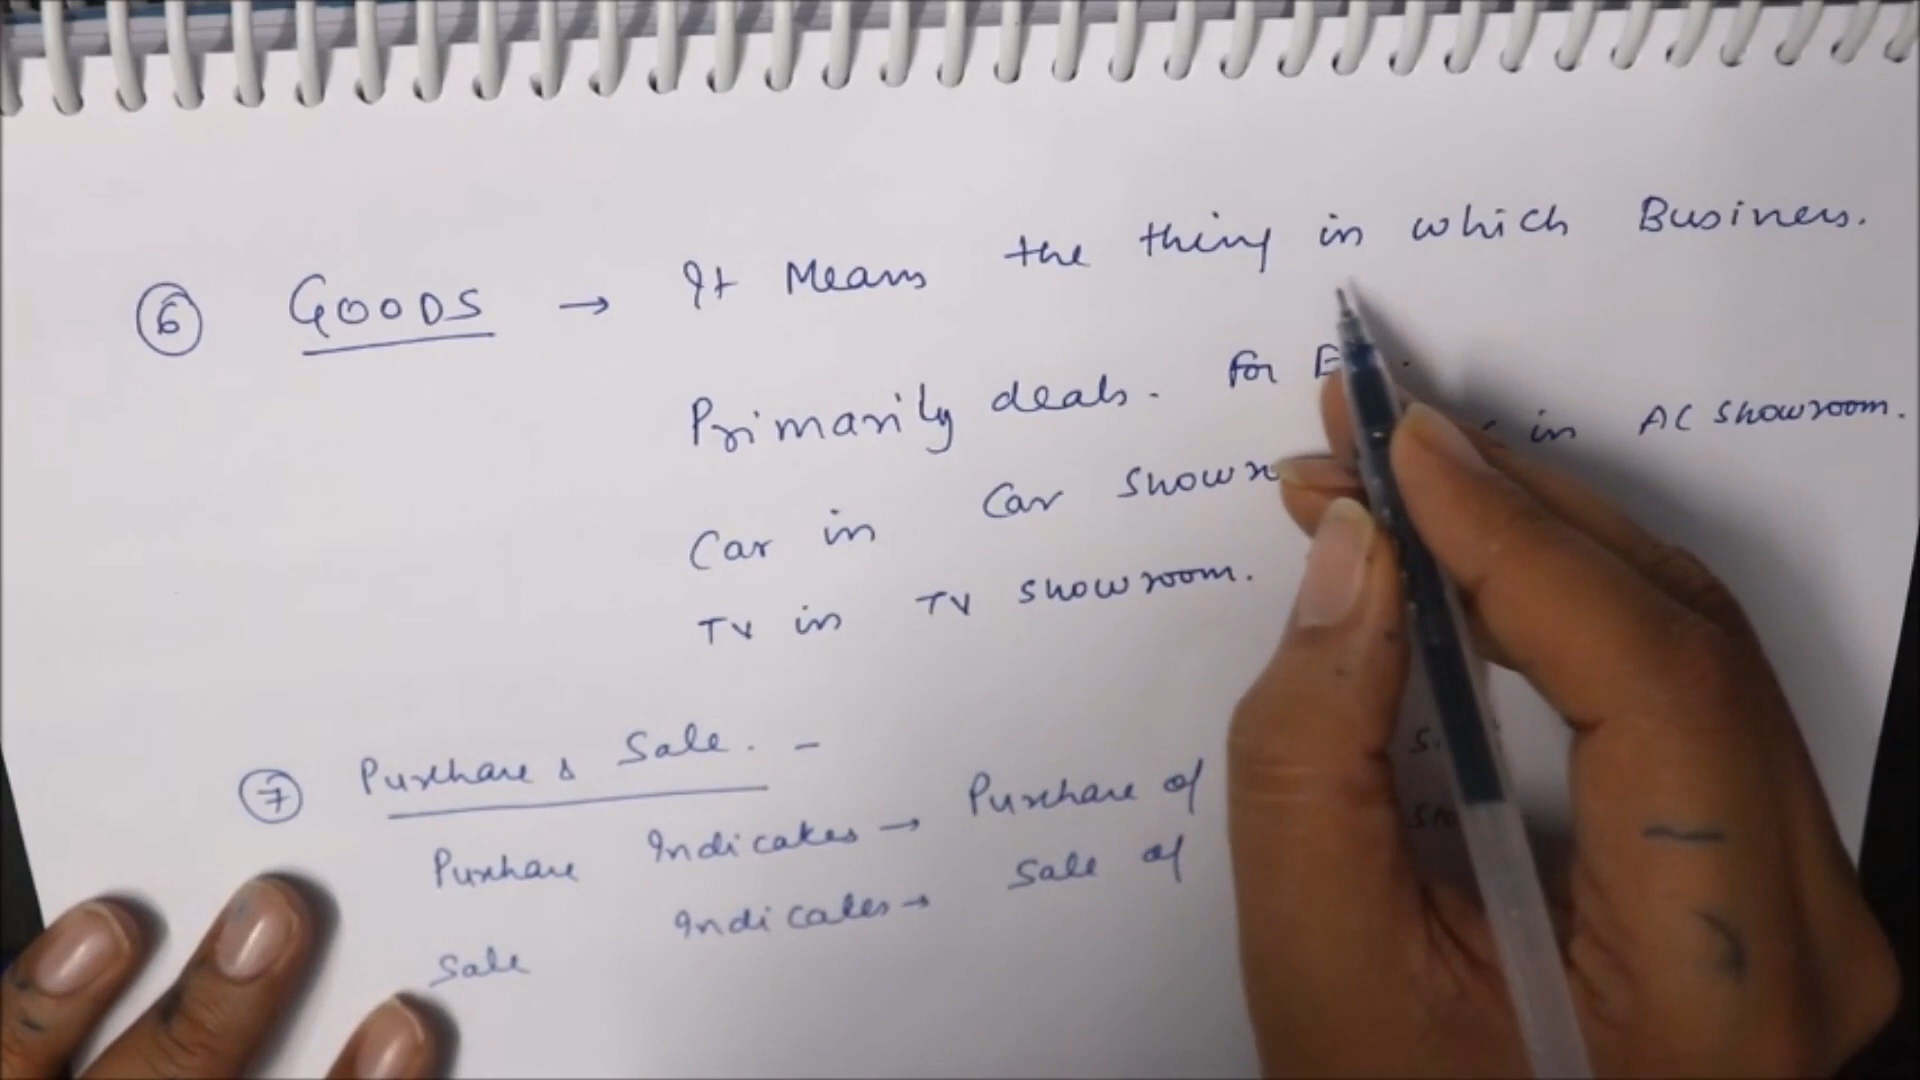 6 GOODS → It Means the thing in which Business.
Primarily deals. For
Car in Car in AC showroom.
TV in TV showroom.
7 Purchase & Sale. -
Purchase Indicates → Purchase of
Sale Indicates → Sale of